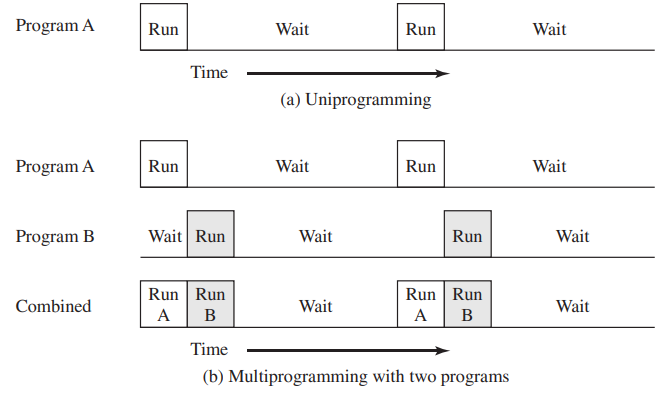 Program A Run Wait Run Wait
Time
(a) Uniprogramming
Program A Run Wait Run Wait
Program B Wait Run Wait Run Wait
Combined Run A Run B Wait Run A Run B Wait
Time
(b) Multiprogramming with two programs